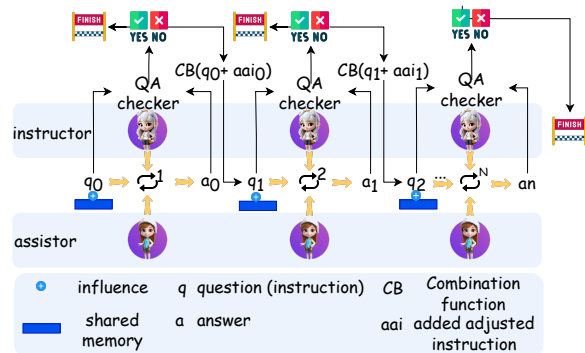 FINISH
YES NO
FINISH
YES NO
YES NO
CB(q0+ aai0)
CB(q1+ aai1)
QA
checker
QA
checker
QA
checker
FINISH
instructor
q0
1
a0
q1
2
a1
q2
...
N
an
assistor
influence
q question (instruction)
CB Combination
function
shared
memory
a answer
aai added adjusted
instruction